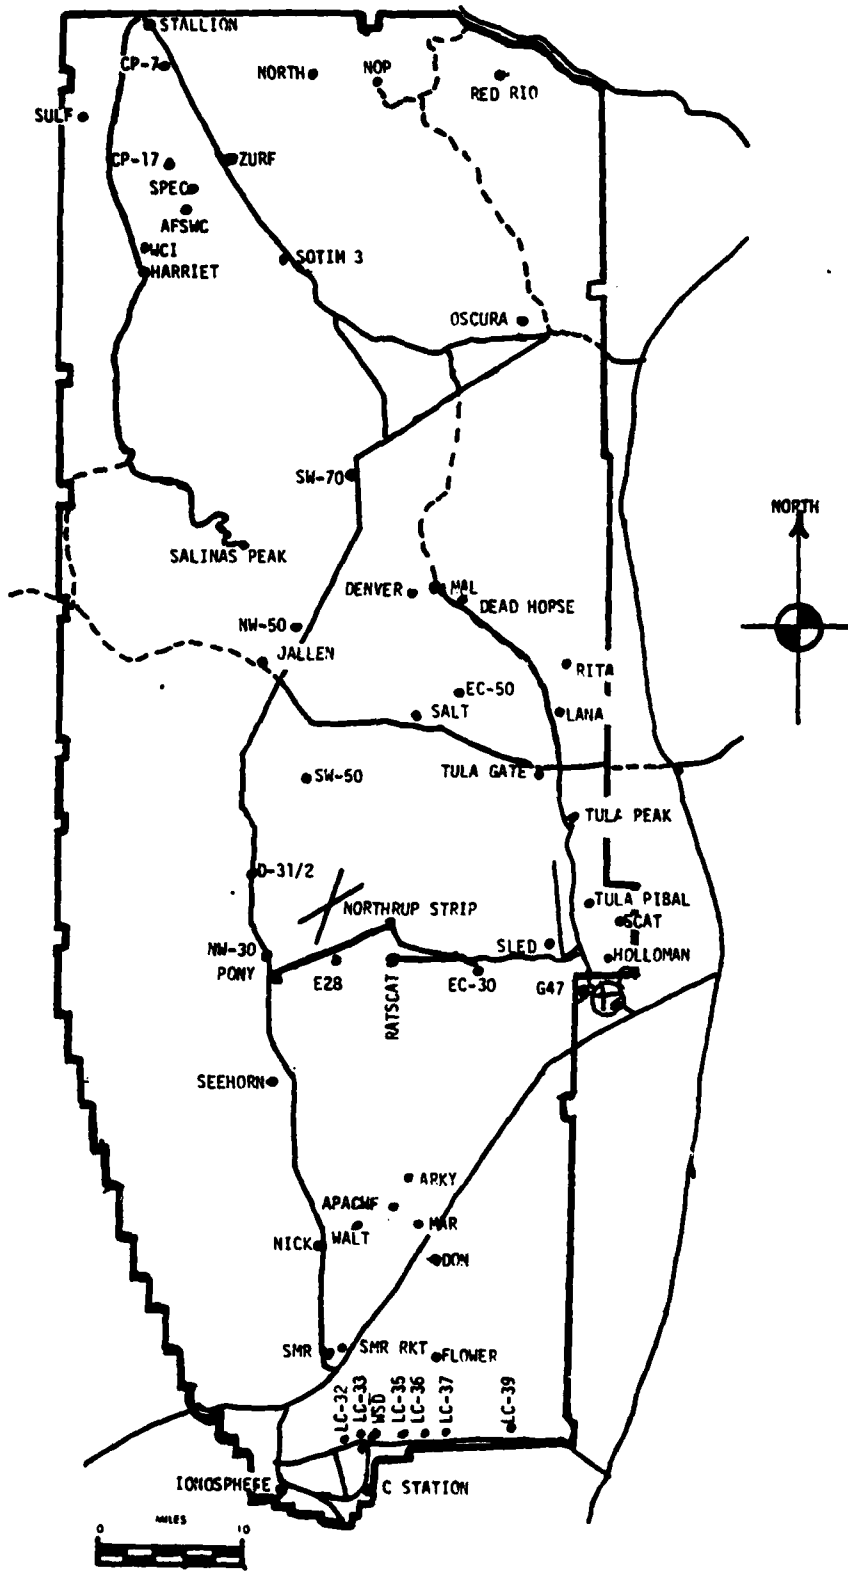 STALLION
CP-7
NORTH
NOP
RED RIO
SULF
CP-17
ZURF
SPEC
AFSWC
WCI
HARRIET
SOTIM 3
OSCURA
SW-70
NORTH
SALINAS PEAK
DENVER
MAL
DEAD HORSE
NW-50
JALLEN
RITA
EC-50
SALT
LANA
TULA GATE
SW-50
TULA PEAK
D-31/2
NORTHRUP STRIP
TULA PIBAL
SCAT
SLED
NW-30
HOLLOMAN
PONY
E28
RATSCAT
EC-30
G47
SEEHORN
ARKY
APACHE
MAR
WALT
NICK
DON
SMR
SMR RKT
FLOWER
LC-32
LC-33
WSD
LC-35
LC-36
LC-37
LC-39
IONOSPHERE
C STATION
MILES
0
10